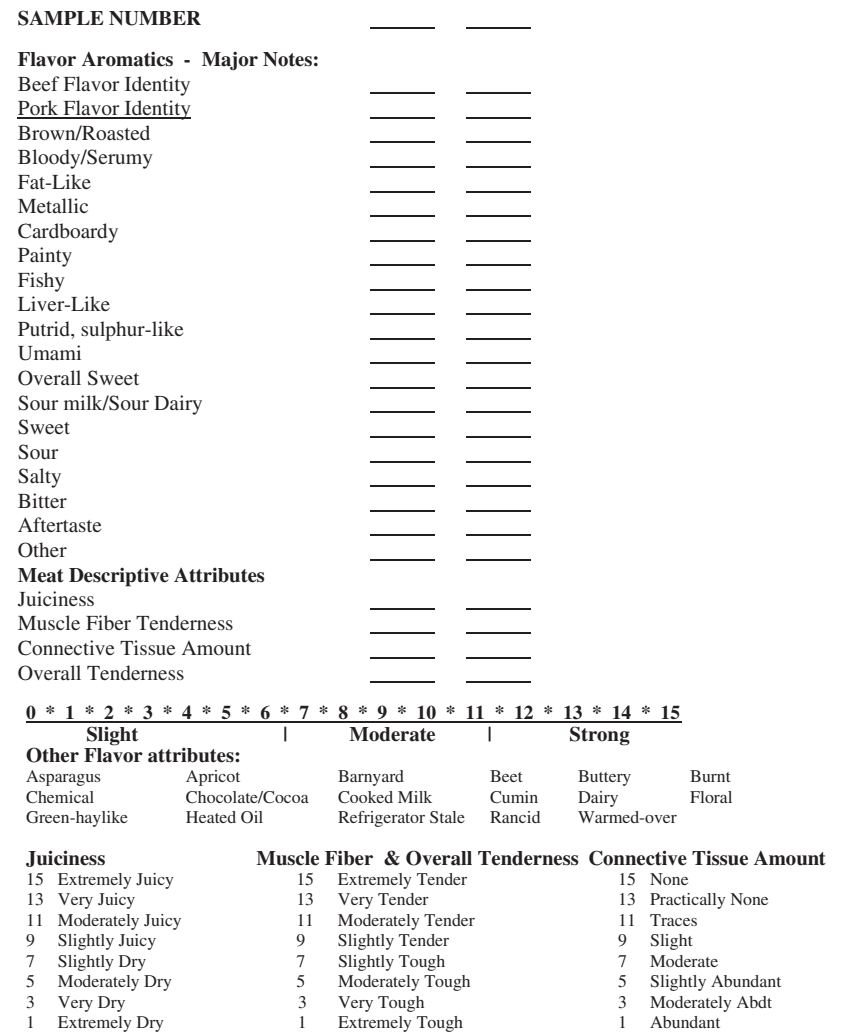 SAMPLE NUMBER
Flavor Aromatics - Major Notes:
Beef Flavor Identity
Pork Flavor Identity
Brown/Roasted
Bloody/Serumy
Fat-Like
Metallic
Cardboardy
Painty
Fishy
Liver-Like
Putrid, sulphur-like
Umami
Overall Sweet
Sour milk/Sour Dairy
Sweet
Sour
Salty
Bitter
Aftertaste
Other
Meat Descriptive Attributes
Juiciness
Muscle Fiber Tenderness
Connective Tissue Amount
Overall Tenderness
0 * 1 * 2 * 3 * 4 * 5 * 6 * 7 * 8 * 9 * 10 * 11 * 12 * 13 * 14 * 15
Slight | Moderate | Strong
Other Flavor attributes:
Asparagus Apricot Barnyard Beet Buttery Burnt
Chemical Chocolate/Cocoa Cooked Milk Cumin Dairy Floral
Green-haylike Heated Oil Refrigerator Stale Rancid Warmed-over
Juiciness Muscle Fiber & Overall Tenderness Connective Tissue Amount
15 Extremely Juicy 15 Extremely Tender 15 None
13 Very Juicy 13 Very Tender 13 Practically None
11 Moderately Juicy 11 Moderately Tender 11 Traces
9 Slightly Juicy 9 Slightly Tender 9 Slight
7 Slightly Dry 7 Slightly Tough 7 Moderate
5 Moderately Dry 5 Moderately Tough 5 Slightly Abundant
3 Very Dry 3 Very Tough 3 Moderately Abdt
1 Extremely Dry 1 Extremely Tough 1 Abundant